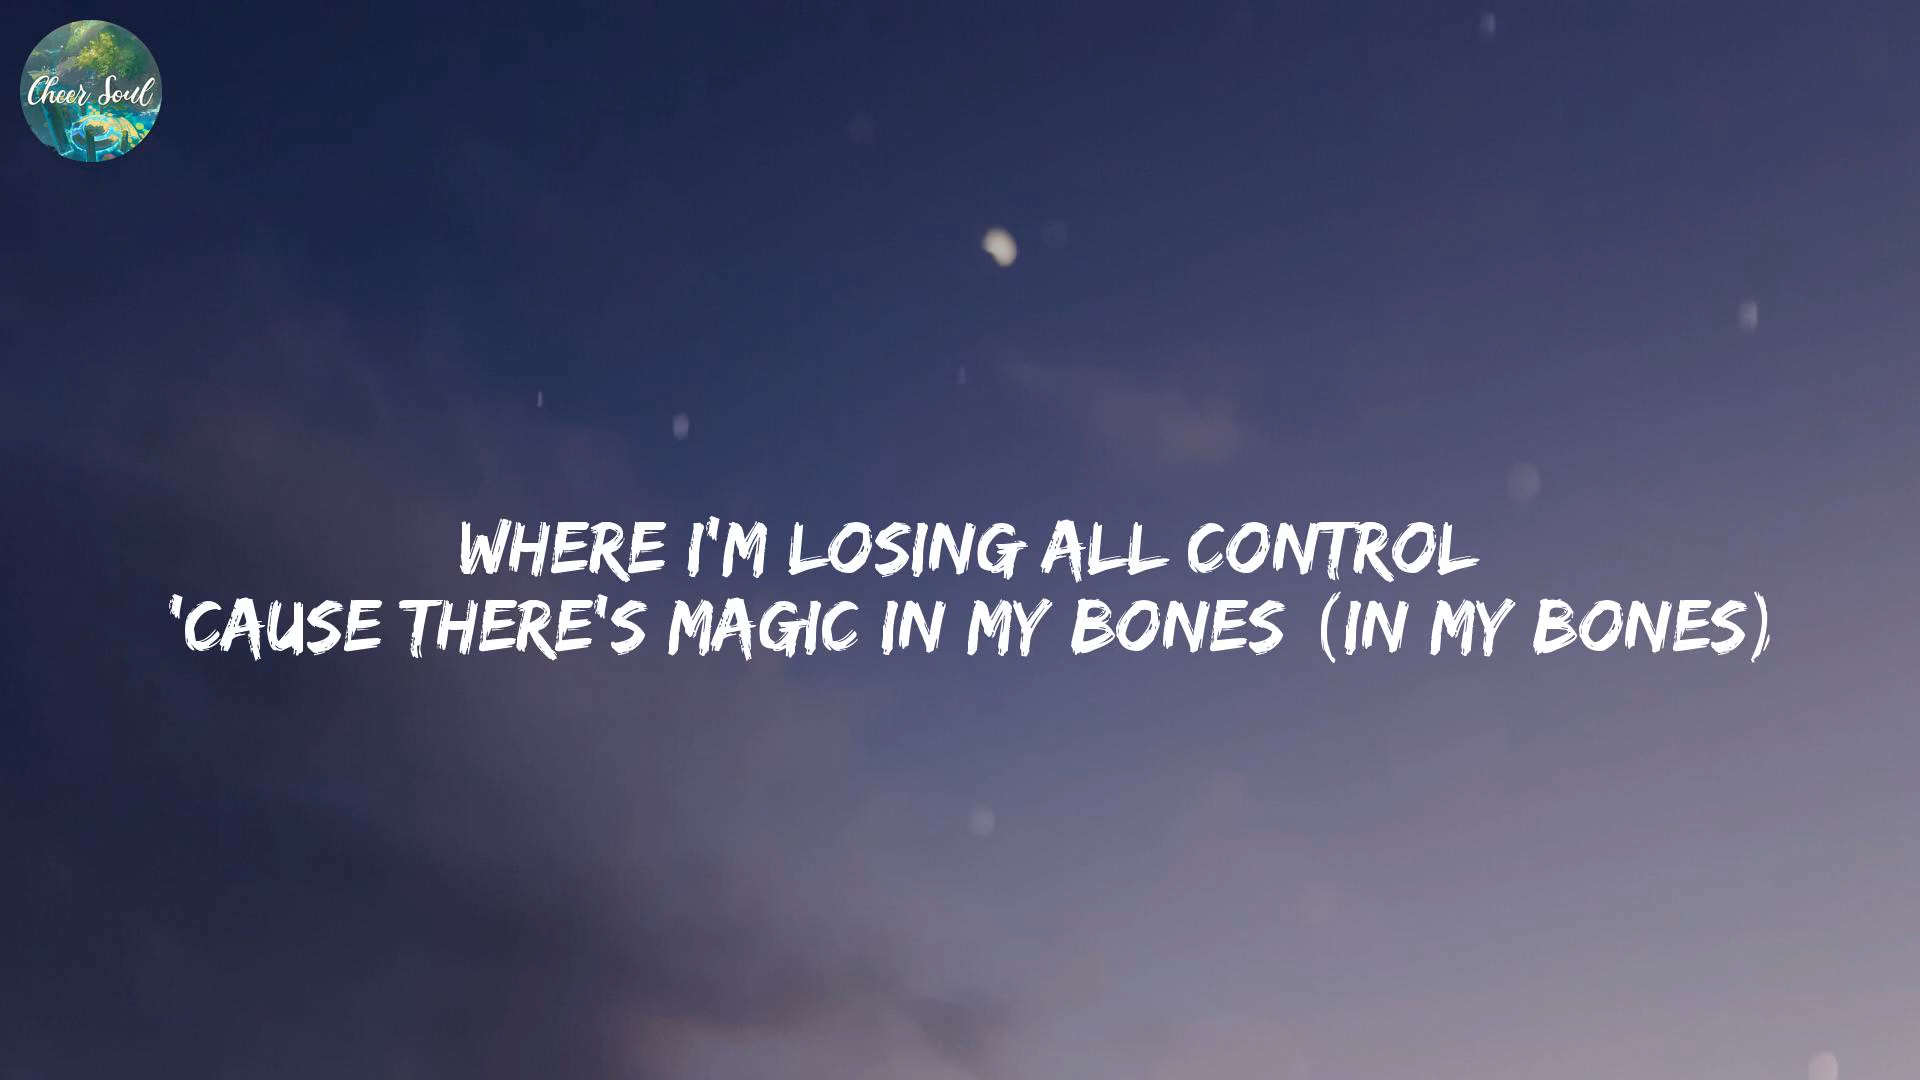 Cheer Soul
WHERE I'M LOSING ALL CONTROL
'CAUSE THERE'S MAGIC IN MY BONES (IN MY BONES)